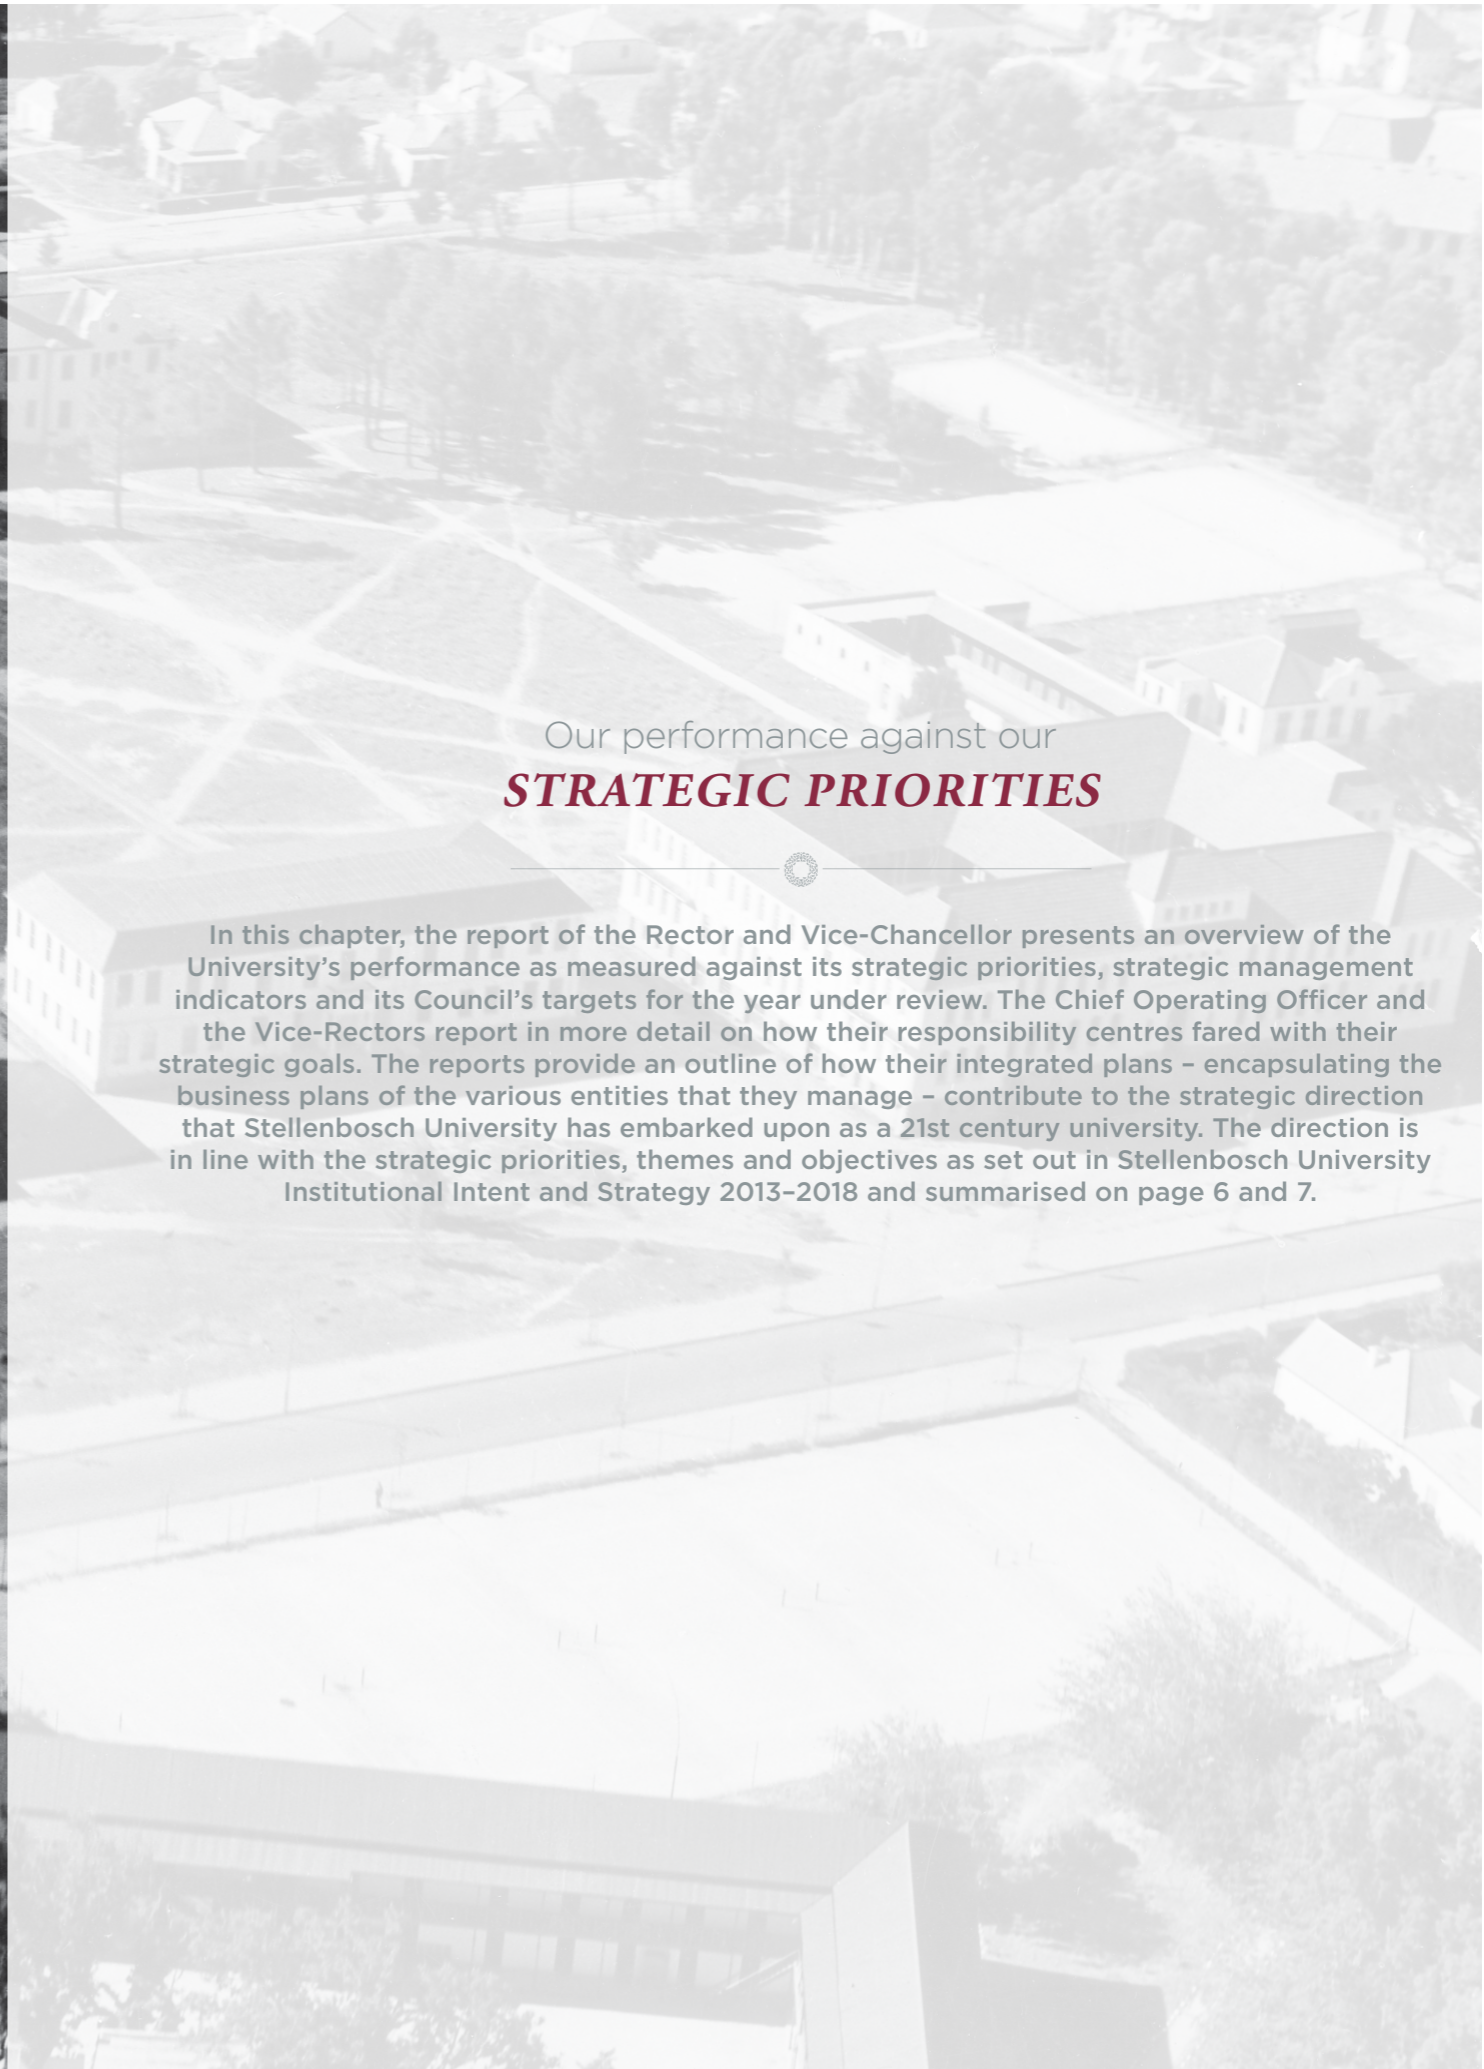 Our performance against our
STRATEGIC PRIORITIES
In this chapter, the report of the Rector and Vice-Chancellor presents an overview of the
University’s performance as measured against its strategic priorities, strategic management
indicators and its Council’s targets for the year under review. The Chief Operating Officer and
the Vice-Rectors report in more detail on how their responsibility centres fared with their
strategic goals. The reports provide an outline of how their integrated plans – encapsulating the
business plans of the various entities that they manage – contribute to the strategic direction
that Stellenbosch University has embarked upon as a 21st century university. The direction is
in line with the strategic priorities, themes and objectives as set out in Stellenbosch University
Institutional Intent and Strategy 2013–2018 and summarised on page 6 and 7.